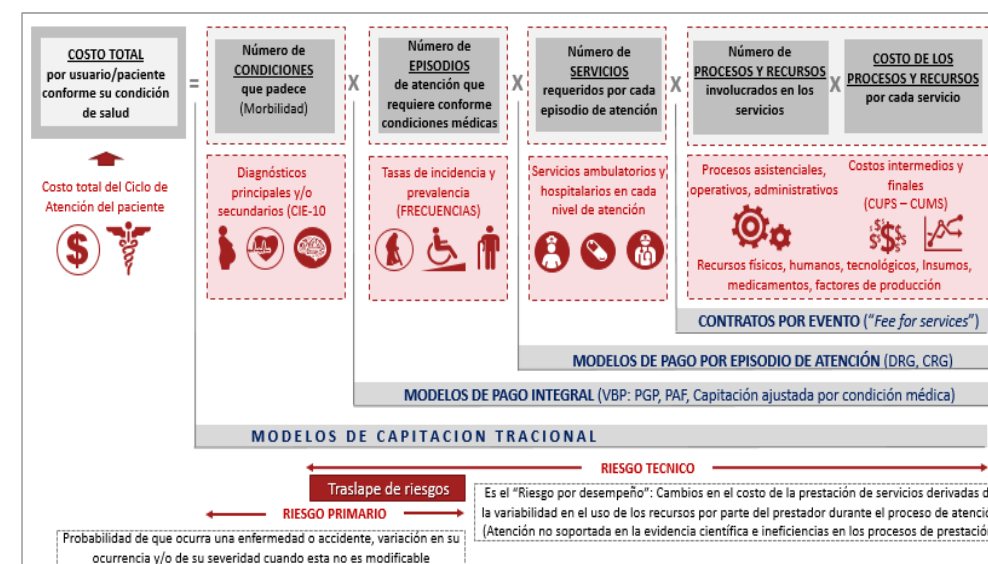 COSTO TOTAL
por usuario/paciente
conforme su condición
de salud
=
Número de
CONDICIONES
que padece
(Morbilidad)
X
Número de
EPISODIOS
de atención que
requiere conforme
condiciones médicas
X
Número de
SERVICIOS
requeridos por cada
episodio de atención
X
Número de
PROCESOS Y RECURSOS
involucrados en los
servicios
X
COSTO DE LOS
PROCESOS Y RECURSOS
por cada servicio
Costo total del Ciclo de
Atención del paciente
$
Diagnósticos
principales y/o
secundarios (CIE-10
Tasas de incidencia y
prevalencia
(FRECUENCIAS)
Servicios ambulatorios y
hospitalarios en cada
nivel de atención
Procesos asistenciales,
operativos, administrativos
Costos intermedios y
finales
(CUPS – CUMS)
Recursos físicos, humanos, tecnológicos, Insumos,
medicamentos, factores de producción
CONTRATOS POR EVENTO ("Fee for services")
MODELOS DE PAGO POR EPISODIO DE ATENCIÓN (DRG, CRG)
MODELOS DE PAGO INTEGRAL (VBP: PGP, PAF, Capitación ajustada por condición médica)
MODELOS DE CAPITACION TRACIONAL
RIESGO TECNICO
Traslape de riesgos
RIESGO PRIMARIO
Es el "Riesgo por desempeño": Cambios en el costo de la prestación de servicios derivadas d
la variabilidad en el uso de los recursos por parte del prestador durante el proceso de atenció
(Atención no soportada en la evidencia científica e ineficiencias en los procesos de prestación
Probabilidad de que ocurra una enfermedad o accidente, variación en su
ocurrencia y/o de su severidad cuando esta no es modificable